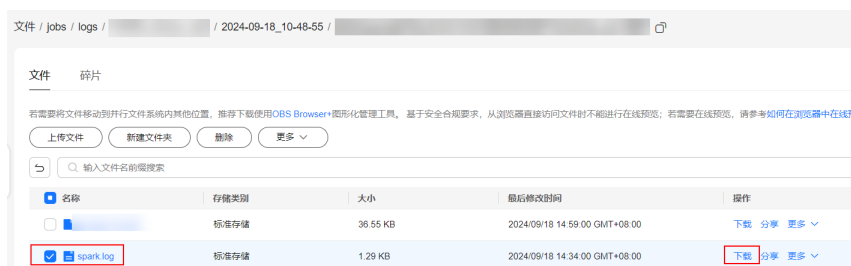 文件 / jobs / logs / / 2024-09-18_10-48-55 /
文件 碎片
若需要将文件移动到并行文件系统内其他位置，推荐下载使用OBS Browser+图形化管理工具。 基于安全合规要求，从浏览器直接访问文件时不能进行在线预览；若需要在线预览，请参考如何在浏览器中在线
上传文件 新建文件夹 删除 更多
输入文件名前缀搜索
名称 存储类别 大小 最后修改时间 操作
标准存储 36.55 KB 2024/09/18 14:59:00 GMT+08:00 下载 分享 更多
spark.log 标准存储 1.29 KB 2024/09/18 14:34:00 GMT+08:00 下载 分享 更多